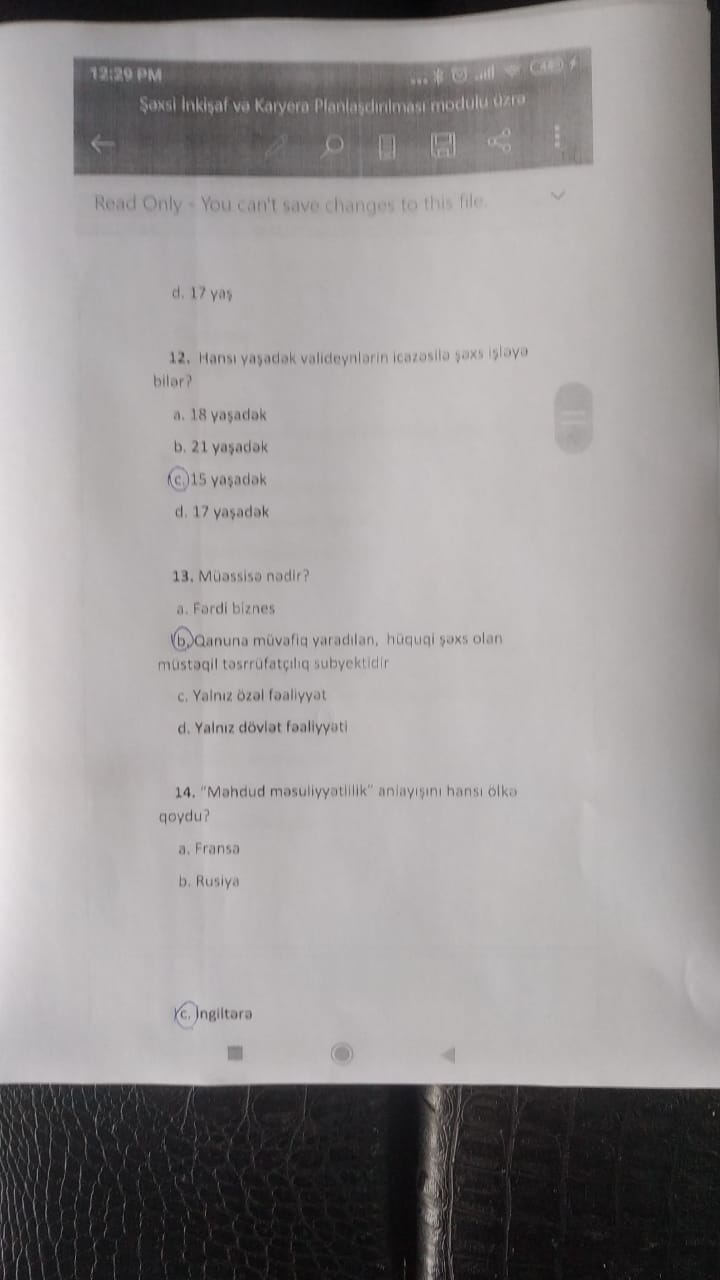 12:29 PM
Şəxsi İnkişaf və Karyera Planlaşdırılması modulu üzrə
Read Only - You can't save changes to this file.
d. 17 yaş
12. Hansı yaşadək valideynlərin icazəsilə şəxs işləyə
bilər?
a. 18 yaşadək
b. 21 yaşadək
c. 15 yaşadək
d. 17 yaşadək
13. Müəssisə nədir?
a. Fərdi biznes
b. Qanuna müvafiq yaradılan, hüquqi şəxs olan
müstəqil təsrrüfatçılıq subyektidir
c. Yalnız özəl fəaliyyət
d. Yalnız dövlət fəaliyyəti
14. "Məhdud məsuliyyətlilik" anlayışını hansı ölkə
qoydu?
a. Fransa
b. Rusiya
c. İngiltərə